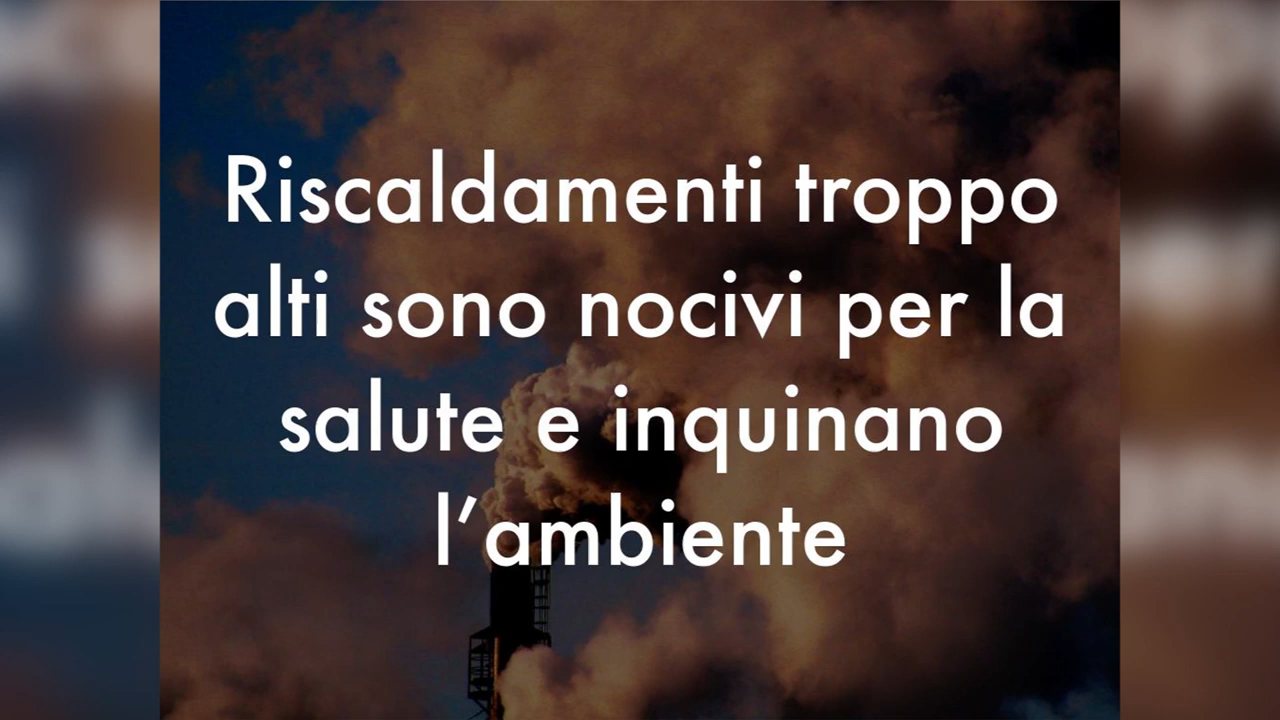 Riscaldamenti troppo
alti sono nocivi per la
salute e inquinano
l’ambiente